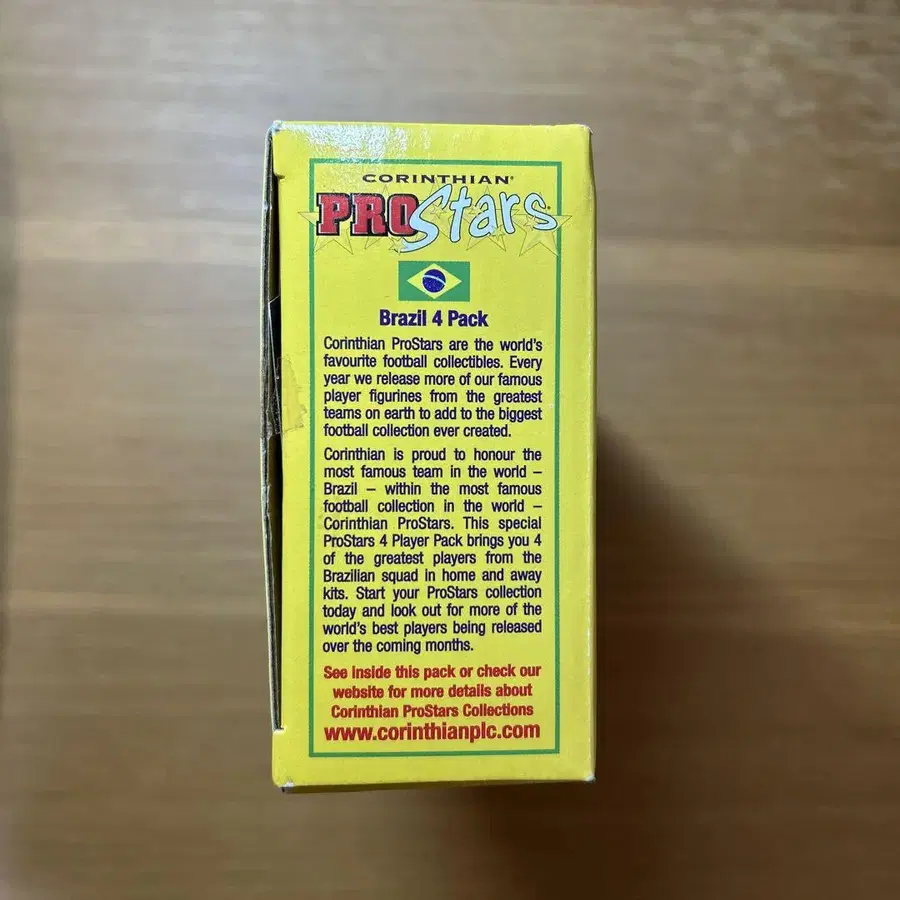 CORINTHIAN®
PROStars®
Brazil 4 Pack
Corinthian ProStars are the world's
favourite football collectibles. Every
year we release more of our famous
player figurines from the greatest
teams on earth to add to the biggest
football collection ever created.
Corinthian is proud to honour the
most famous team in the world –
Brazil – within the most famous
football collection in the world –
Corinthian ProStars. This special
ProStars 4 Player Pack brings you 4
of the greatest players from the
Brazilian squad in home and away
kits. Start your ProStars collection
today and look out for more of the
world's best players being released
over the coming months.
See inside this pack or check our
website for more details about
Corinthian ProStars Collections
www.corinthianplc.com